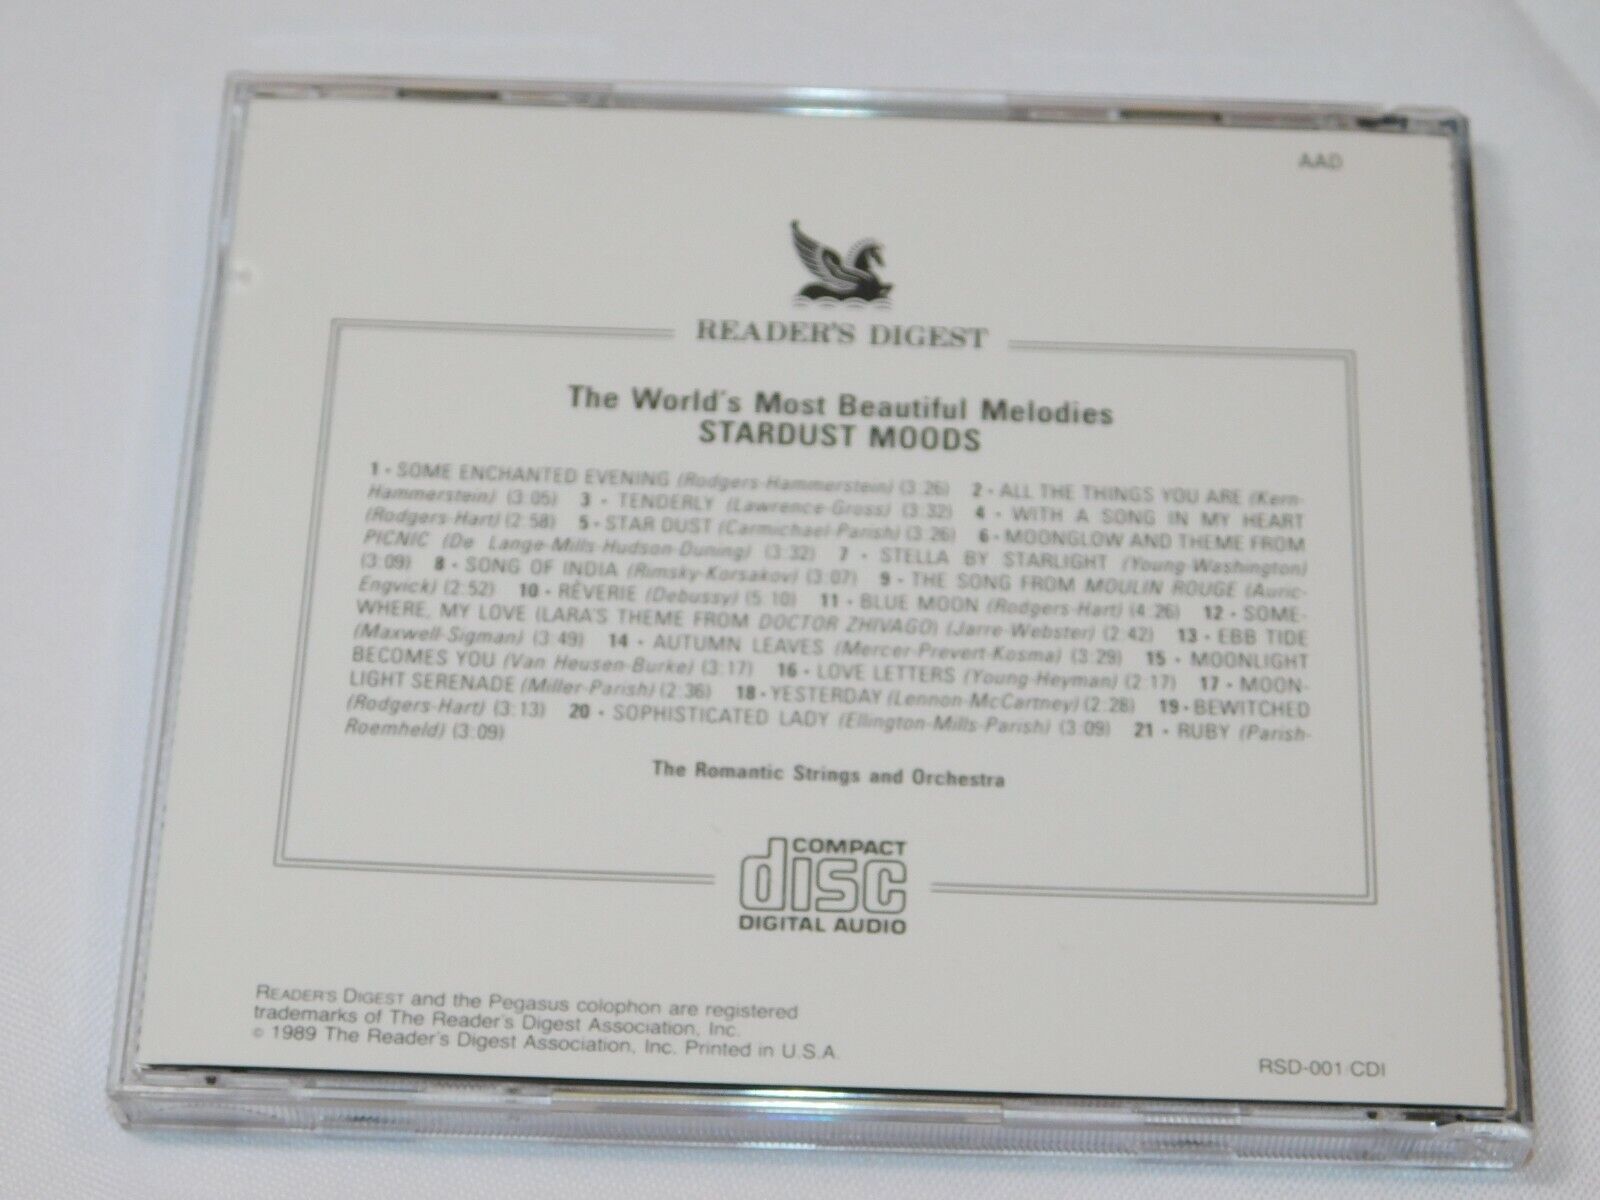 AAD
READER'S DIGEST
The World's Most Beautiful Melodies
STARDUST MOODS
1 • SOME ENCHANTED EVENING (Rodgers-Hammerstein) (3:26) 2 • ALL THE THINGS YOU ARE (Kern-
Hammerstein) (3:05) 3 • TENDERLY (Lawrence-Gross) (3:32) 4 • WITH A SONG IN MY HEART
(Rodgers-Hart) (2:58) 5 • STAR DUST (Carmichael-Parish) (3:26) 6 • MOONGLOW AND THEME FROM
PICNIC (De Lange-Mills-Hudson-Duning) (3:32) 7 • STELLA BY STARLIGHT (Young-Washington)
(3:09) 8 • SONG OF INDIA (Rimsky-Korsakov) (3:07) 9 • THE SONG FROM MOULIN ROUGE (Auric-
Engvick) (2:52) 10 • RÊVERIE (Debussy) (5:10) 11 • BLUE MOON (Rodgers-Hart) (4:26) 12 • SOME-
WHERE, MY LOVE (LARA'S THEME FROM DOCTOR ZHIVAGO) (Jarre-Webster) (2:42) 13 • EBB TIDE
(Maxwell-Sigman) (3:49) 14 • AUTUMN LEAVES (Mercer-Prevert-Kosma) (3:29) 15 • MOONLIGHT
BECOMES YOU (Van Heusen-Burke) (3:17) 16 • LOVE LETTERS (Young-Heyman) (2:17) 17 • MOON-
LIGHT SERENADE (Miller-Parish) (2:36) 18 • YESTERDAY (Lennon-McCartney) (2:28) 19 • BEWITCHED
(Rodgers-Hart) (3:13) 20 • SOPHISTICATED LADY (Ellington-Mills-Parish) (3:09) 21 • RUBY (Parish-
Roemheld) (3:09)
The Romantic Strings and Orchestra
COMPACT
disc
DIGITAL AUDIO
READER'S DIGEST and the Pegasus colophon are registered
trademarks of The Reader's Digest Association, Inc.
© 1989 The Reader's Digest Association, Inc. Printed in U.S.A.
RSD-001/CDI